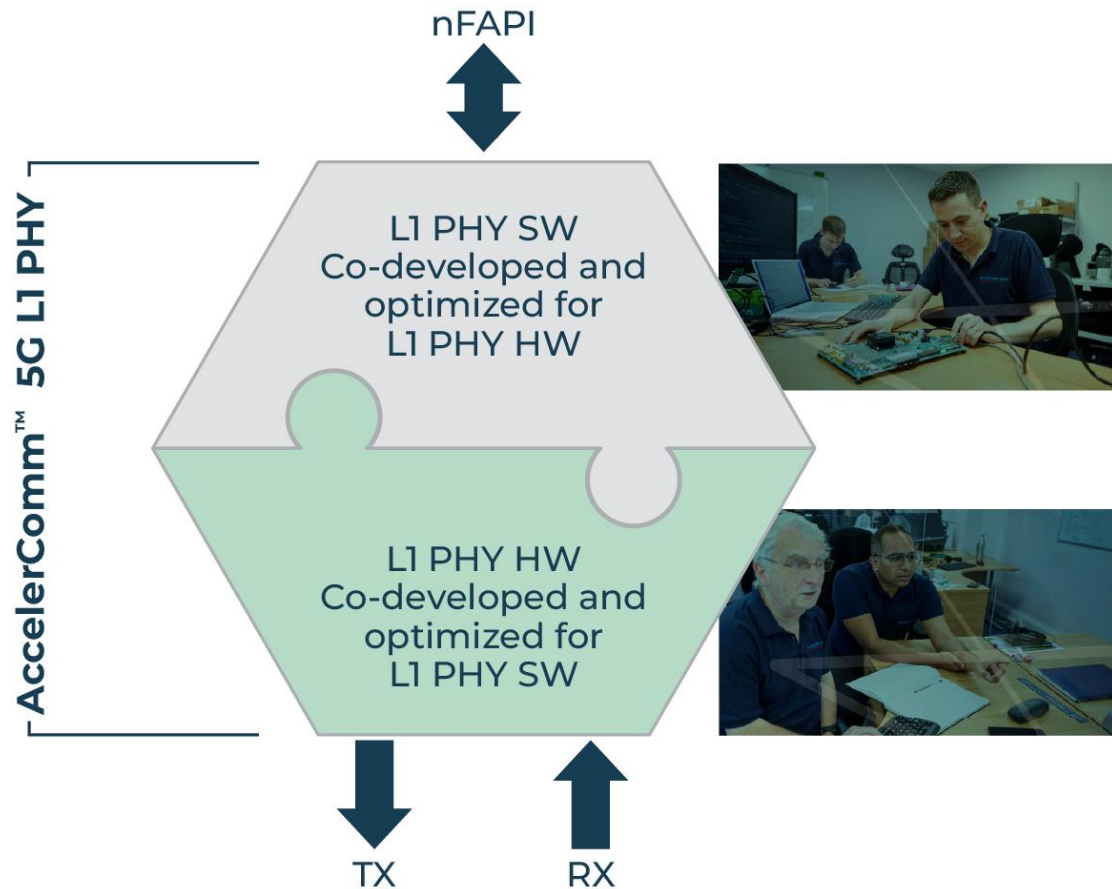 nFAPI
AccelerComm™ 5G L1 PHY
L1 PHY SW
Co-developed and
optimized for
L1 PHY HW
L1 PHY HW
Co-developed and
optimized for
L1 PHY SW
TX
RX